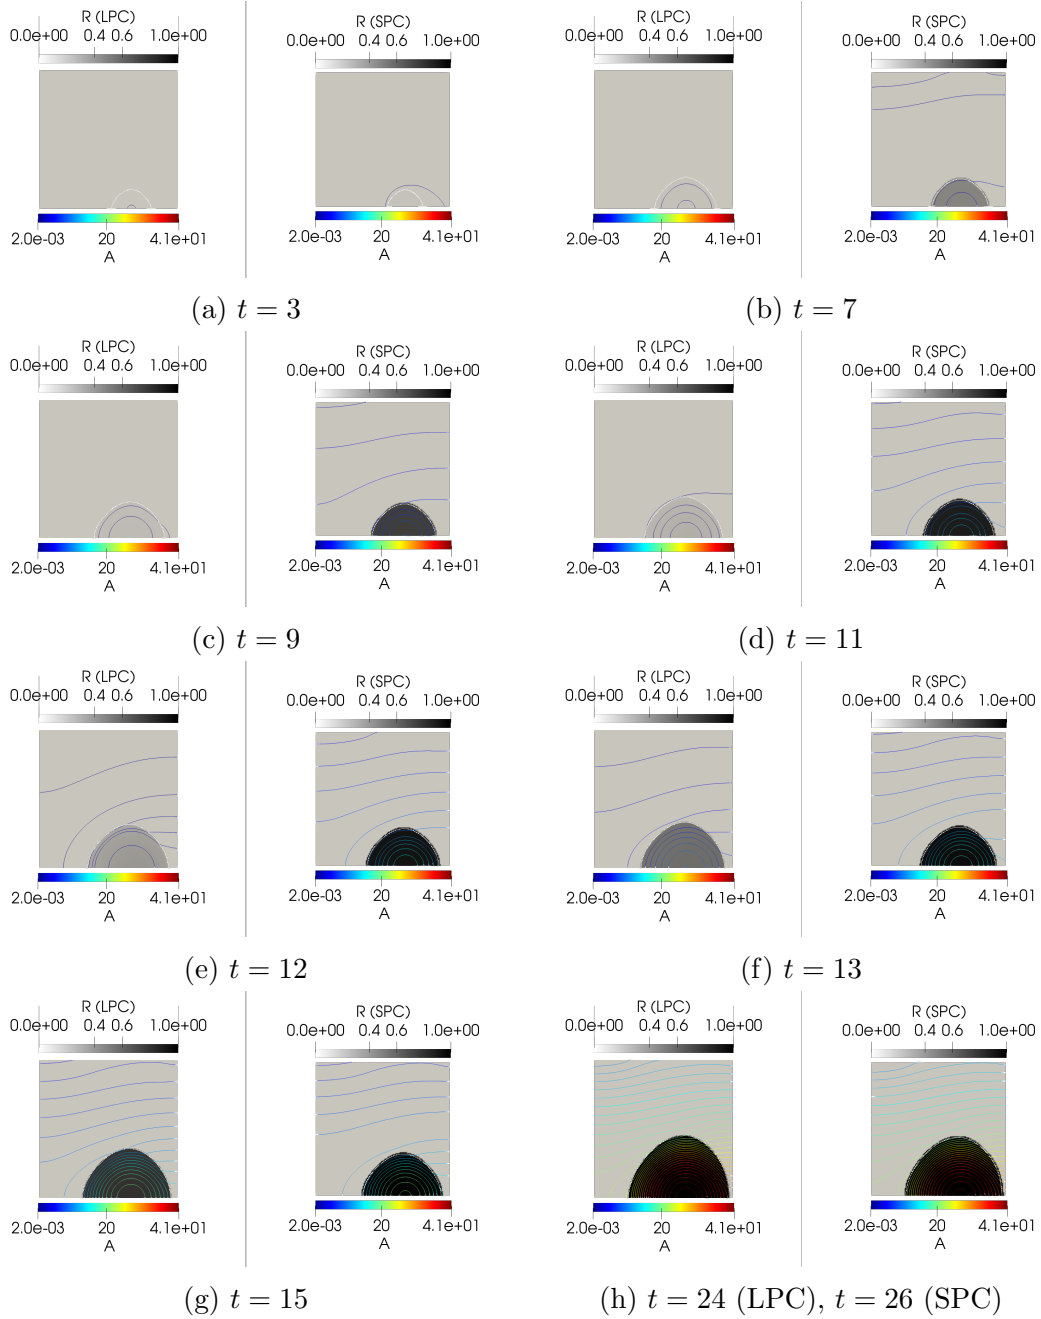 R (LPC)
0.0e+00 0.4 0.6 1.0e+00
2.0e-03 20 4.1e+01
A
R (SPC)
0.0e+00 0.4 0.6 1.0e+00
2.0e-03 20 4.1e+01
A
(a) t = 3
R (LPC)
0.0e+00 0.4 0.6 1.0e+00
2.0e-03 20 4.1e+01
A
R (SPC)
0.0e+00 0.4 0.6 1.0e+00
2.0e-03 20 4.1e+01
A
(b) t = 7
R (LPC)
0.0e+00 0.4 0.6 1.0e+00
2.0e-03 20 4.1e+01
A
R (SPC)
0.0e+00 0.4 0.6 1.0e+00
2.0e-03 20 4.1e+01
A
(c) t = 9
R (LPC)
0.0e+00 0.4 0.6 1.0e+00
2.0e-03 20 4.1e+01
A
R (SPC)
0.0e+00 0.4 0.6 1.0e+00
2.0e-03 20 4.1e+01
A
(d) t = 11
R (LPC)
0.0e+00 0.4 0.6 1.0e+00
2.0e-03 20 4.1e+01
A
R (SPC)
0.0e+00 0.4 0.6 1.0e+00
2.0e-03 20 4.1e+01
A
(e) t = 12
R (LPC)
0.0e+00 0.4 0.6 1.0e+00
2.0e-03 20 4.1e+01
A
R (SPC)
0.0e+00 0.4 0.6 1.0e+00
2.0e-03 20 4.1e+01
A
(f) t = 13
R (LPC)
0.0e+00 0.4 0.6 1.0e+00
2.0e-03 20 4.1e+01
A
R (SPC)
0.0e+00 0.4 0.6 1.0e+00
2.0e-03 20 4.1e+01
A
(g) t = 15
R (LPC)
0.0e+00 0.4 0.6 1.0e+00
2.0e-03 20 4.1e+01
A
R (SPC)
0.0e+00 0.4 0.6 1.0e+00
2.0e-03 20 4.1e+01
A
(h) t = 24 (LPC), t = 26 (SPC)